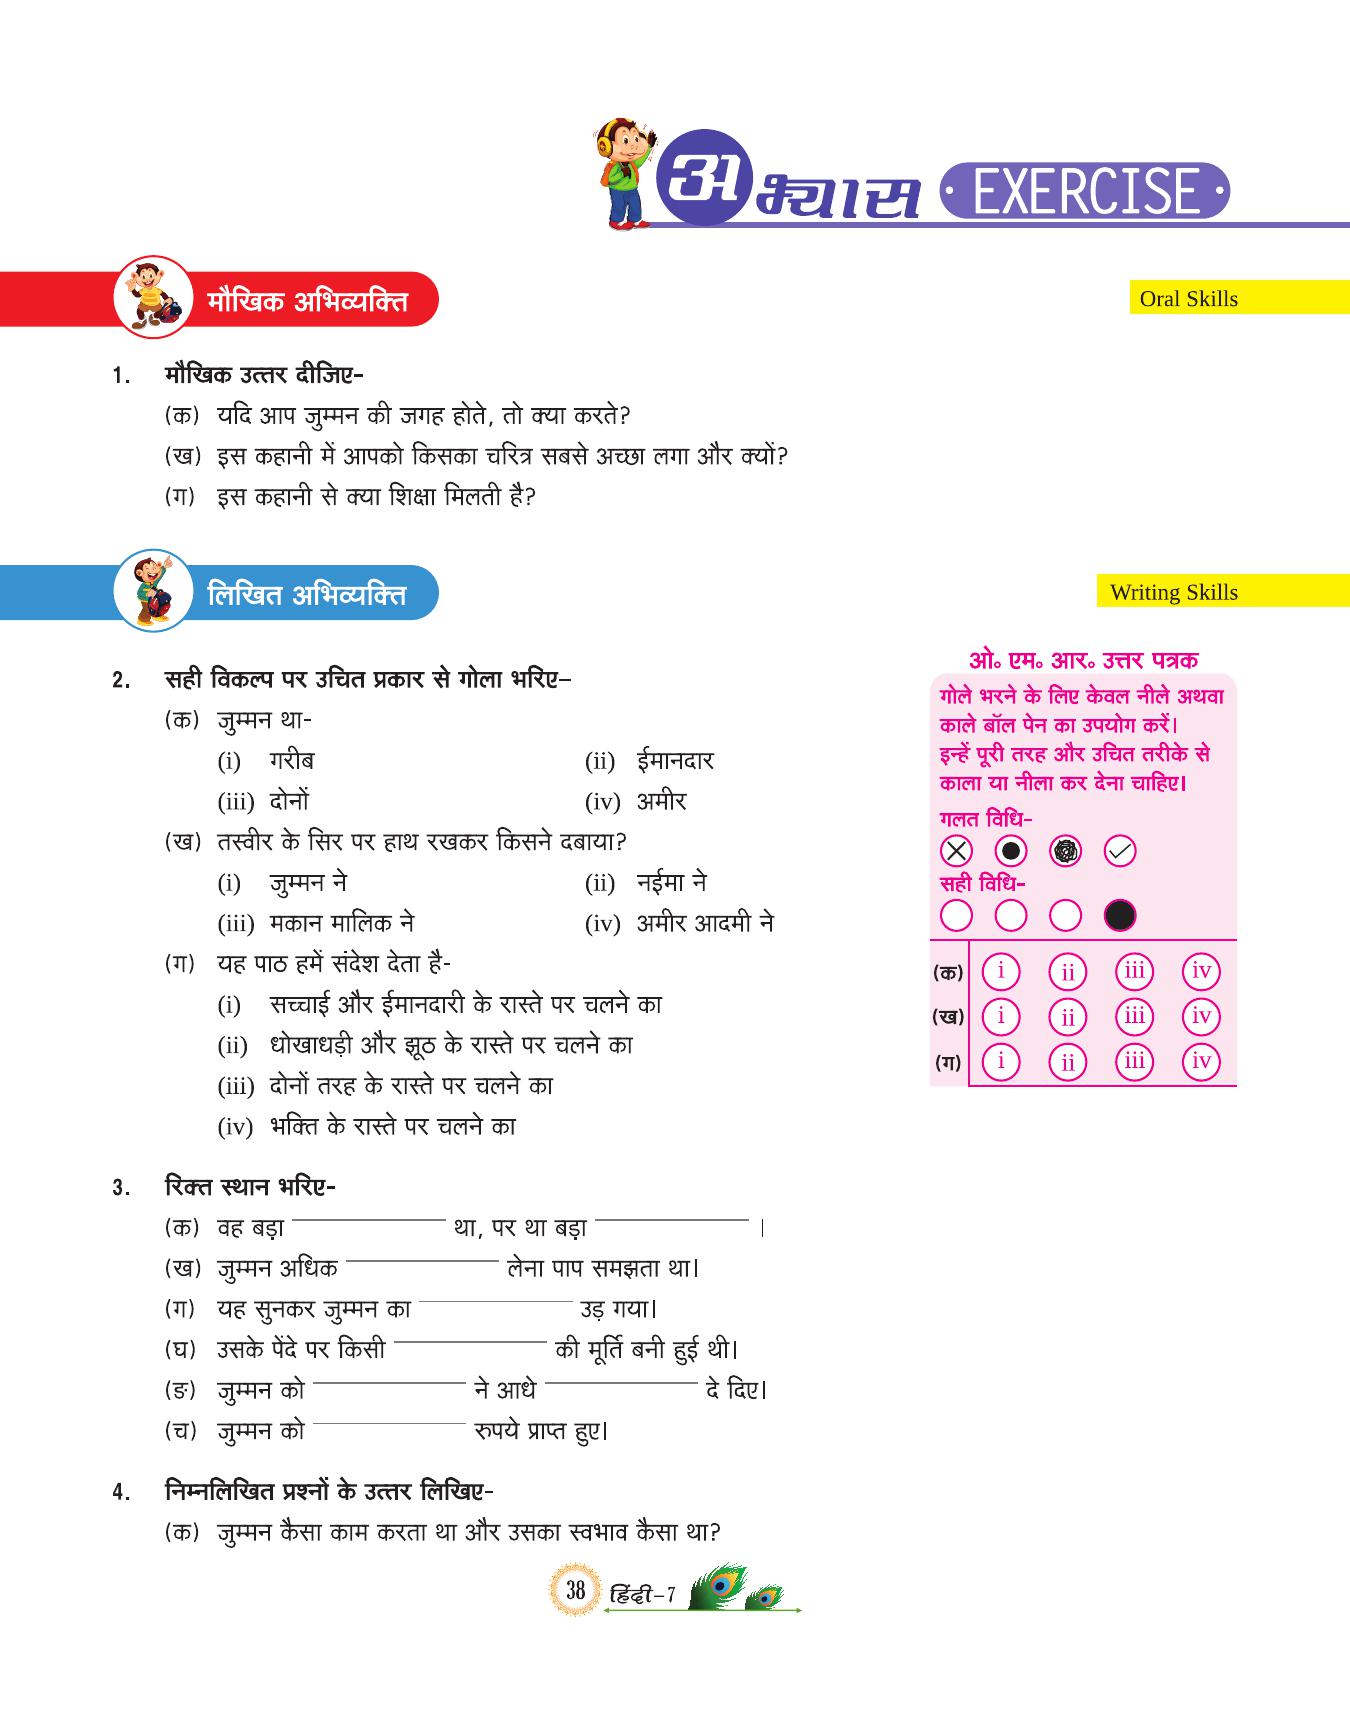 अभ्यास EXERCISE
मौखिक अभिव्यक्ति
Oral Skills
1. मौखिक उत्तर दीजिए-
(क) यदि आप जुम्मन की जगह होते, तो क्या करते?
(ख) इस कहानी में आपको किसका चरित्र सबसे अच्छा लगा और क्यों?
(ग) इस कहानी से क्या शिक्षा मिलती है?
लिखित अभिव्यक्ति
Writing Skills
2. सही विकल्प पर उचित प्रकार से गोला भरिए–
(क) जुम्मन था-
(i) गरीब (ii) ईमानदार
(iii) दोनों (iv) अमीर
(ख) तस्वीर के सिर पर हाथ रखकर किसने दबाया?
(i) जुम्मन ने (ii) नईमा ने
(iii) मकान मालिक ने (iv) अमीर आदमी ने
(ग) यह पाठ हमें संदेश देता है-
(i) सच्चाई और ईमानदारी के रास्ते पर चलने का
(ii) धोखाधड़ी और झूठ के रास्ते पर चलने का
(iii) दोनों तरह के रास्ते पर चलने का
(iv) भक्ति के रास्ते पर चलने का
ओ॰ एम॰ आर॰ उत्तर पत्रक
गोले भरने के लिए केवल नीले अथवा
काले बॉल पेन का उपयोग करें।
इन्हें पूरी तरह और उचित तरीके से
काला या नीला कर देना चाहिए।
गलत विधि-
सही विधि-
(क) i ii iii iv
(ख) i ii iii iv
(ग) i ii iii iv
3. रिक्त स्थान भरिए-
(क) वह बड़ा ____________ था, पर था बड़ा ____________ ।
(ख) जुम्मन अधिक ____________ लेना पाप समझता था।
(ग) यह सुनकर जुम्मन का ____________ उड़ गया।
(घ) उसके पेंदे पर किसी ____________ की मूर्ति बनी हुई थी।
(ङ) जुम्मन को ____________ ने आधे ____________ दे दिए।
(च) जुम्मन को ____________ रुपये प्राप्त हुए।
4. निम्नलिखित प्रश्नों के उत्तर लिखिए-
(क) जुम्मन कैसा काम करता था और उसका स्वभाव कैसा था?
38 हिंदी–7